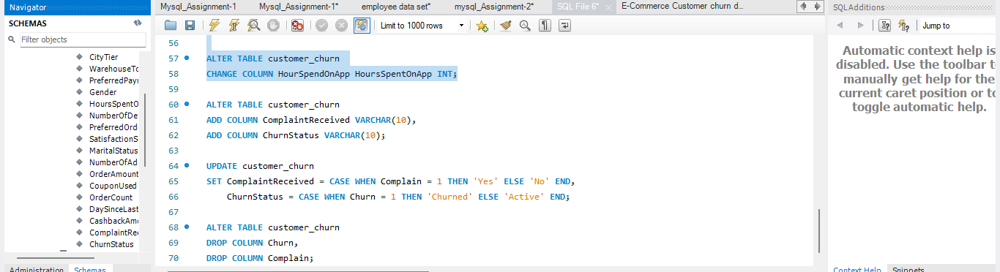 Navigator
SCHEMAS
Filter objects
CityTier
WarehouseTo
PreferredPayr
Gender
HoursSpentO
NumberOfDe
PreferredOrd
SatisfactionS
MaritalStatus
NumberOfAd
OrderAmount
CouponUsed
OrderCount
DaySinceLast
CashbackAmo
ComplaintRec
ChurnStatus
Administration Schemas
Mysql_Assignment-1 Mysql_Assignment-1* employee data set* mysql_Assignment-2* SQL File 6* E-Commerce Customer churn d...
Limit to 1000 rows
56
57 ALTER TABLE customer_churn
58 CHANGE COLUMN HourSpendOnApp HoursSpentOnApp INT;
59
60 ALTER TABLE customer_churn
61 ADD COLUMN ComplaintReceived VARCHAR(10),
62 ADD COLUMN ChurnStatus VARCHAR(10);
63
64 UPDATE customer_churn
65 SET ComplaintReceived = CASE WHEN Complain = 1 THEN 'Yes' ELSE 'No' END,
66 ChurnStatus = CASE WHEN Churn = 1 THEN 'Churned' ELSE 'Active' END;
67
68 ALTER TABLE customer_churn
69 DROP COLUMN Churn,
70 DROP COLUMN Complain;
SQLAdditions
Jump to
Automatic context help is
disabled. Use the toolbar to
manually get help for the
current caret position or to
toggle automatic help.
Context Help Snippets